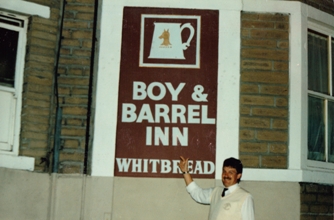 BOY &
BARREL
INN
WHITBREAD